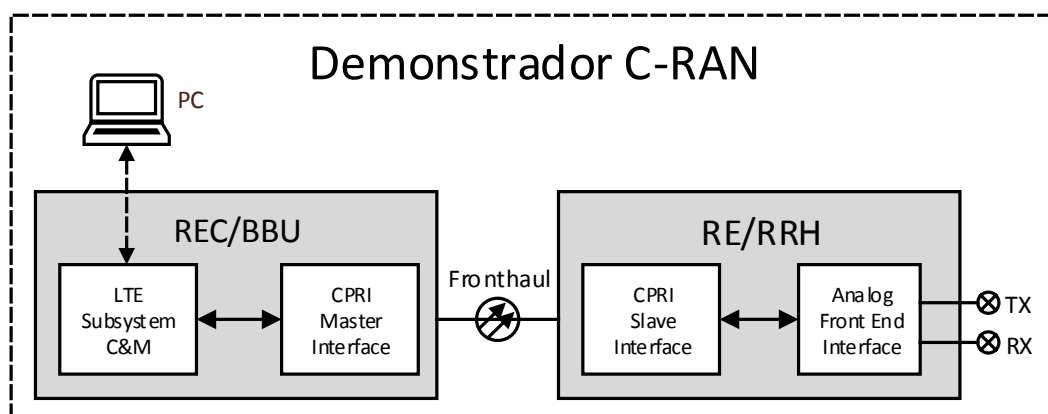 Demonstrador C-RAN
PC
REC/BBU
LTE
Subsystem
C&M
CPRI
Master
Interface
Fronthaul
RE/RRH
CPRI
Slave
Interface
Analog
Front End
Interface
TX
RX